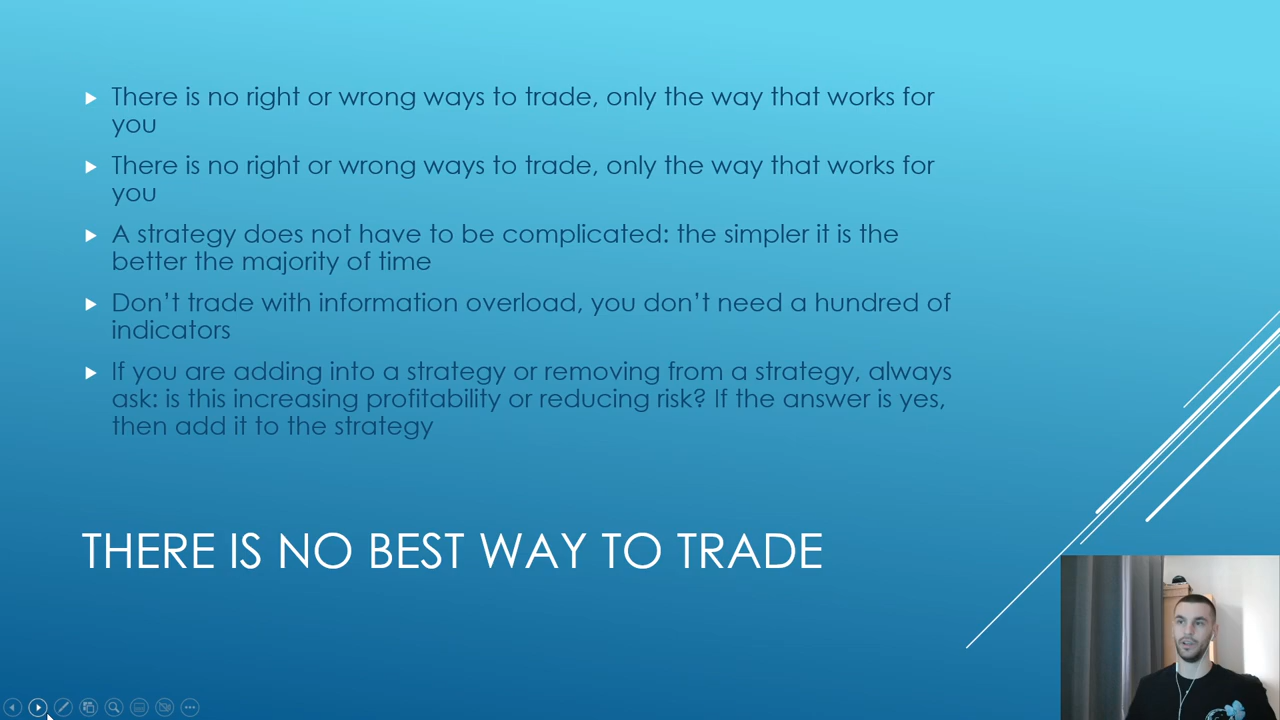 There is no right or wrong ways to trade, only the way that works for
you
There is no right or wrong ways to trade, only the way that works for
you
A strategy does not have to be complicated: the simpler it is the
better the majority of time
Don’t trade with information overload, you don’t need a hundred of
indicators
If you are adding into a strategy or removing from a strategy, always
ask: is this increasing profitability or reducing risk? If the answer is yes,
then add it to the strategy
THERE IS NO BEST WAY TO TRADE